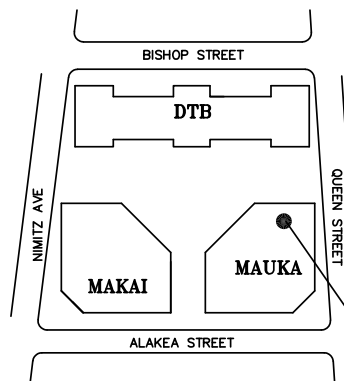 BISHOP STREET
DTB
NIMITZ AVE
QUEEN STREET
MAKAI
MAUKA
ALAKEA STREET